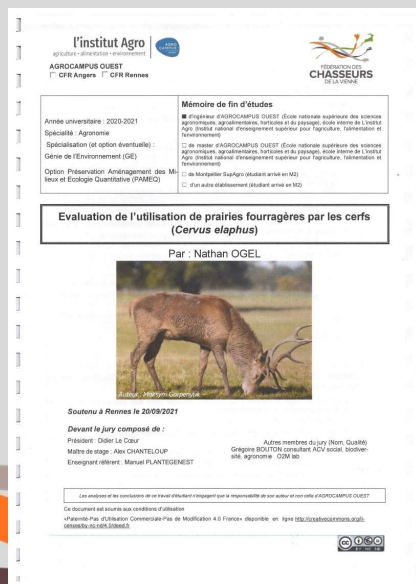 l'institut Agro
agriculture • alimentation • environnement
AGRO CAMPUS OUEST
AGROCAMPUS OUEST
☐ CFR Angers ☐ CFR Rennes
FÉDÉRATION DES
CHASSEURS
DE LA VIENNE
Année universitaire : 2020-2021
Spécialité : Agronomie
Spécialisation (et option éventuelle) :
Génie de l'Environnement (GE)
Option Préservation Aménagement des Mi-
lieux et Ecologie Quantitative (PAMEQ)
Mémoire de fin d'études
■ d'ingénieur d'AGROCAMPUS OUEST (École nationale supérieure des sciences
agronomiques, agroalimentaires, horticoles et du paysage), école interne de L'institut
Agro (Institut national d'enseignement supérieur pour l'agriculture, l'alimentation et
l'environnement)
☐ de master d'AGROCAMPUS OUEST (École nationale supérieure des sciences
agronomiques, agroalimentaires, horticoles et du paysage), école interne de L'institut
Agro (Institut national d'enseignement supérieur pour l'agriculture, l'alimentation et
l'environnement)
☐ de Montpellier SupAgro (étudiant arrivé en M2)
☐ d'un autre établissement (étudiant arrivé en M2)
Evaluation de l'utilisation de prairies fourragères par les cerfs
(Cervus elaphus)
Par : Nathan OGEL
Auteur : Maksym Gorpenyuk
Soutenu à Rennes le 20/09/2021
Devant le jury composé de :
Président : Didier Le Cœur
Maître de stage : Alex CHANTELOUP
Enseignant référent : Manuel PLANTEGENEST
Autres membres du jury (Nom, Qualité)
Grégoire BOUTON consultant ACV social, biodiver-
sité, agronomie O2M lab
Les analyses et les conclusions de ce travail d'étudiant n'engagent que la responsabilité de son auteur et non celle d'AGROCAMPUS OUEST
Ce document est soumis aux conditions d'utilisation
«Paternité-Pas d'Utilisation Commerciale-Pas de Modification 4.0 France» disponible en ligne http://creativecommons.org/li-
censes/by-nc-nd/4.0/deed.fr